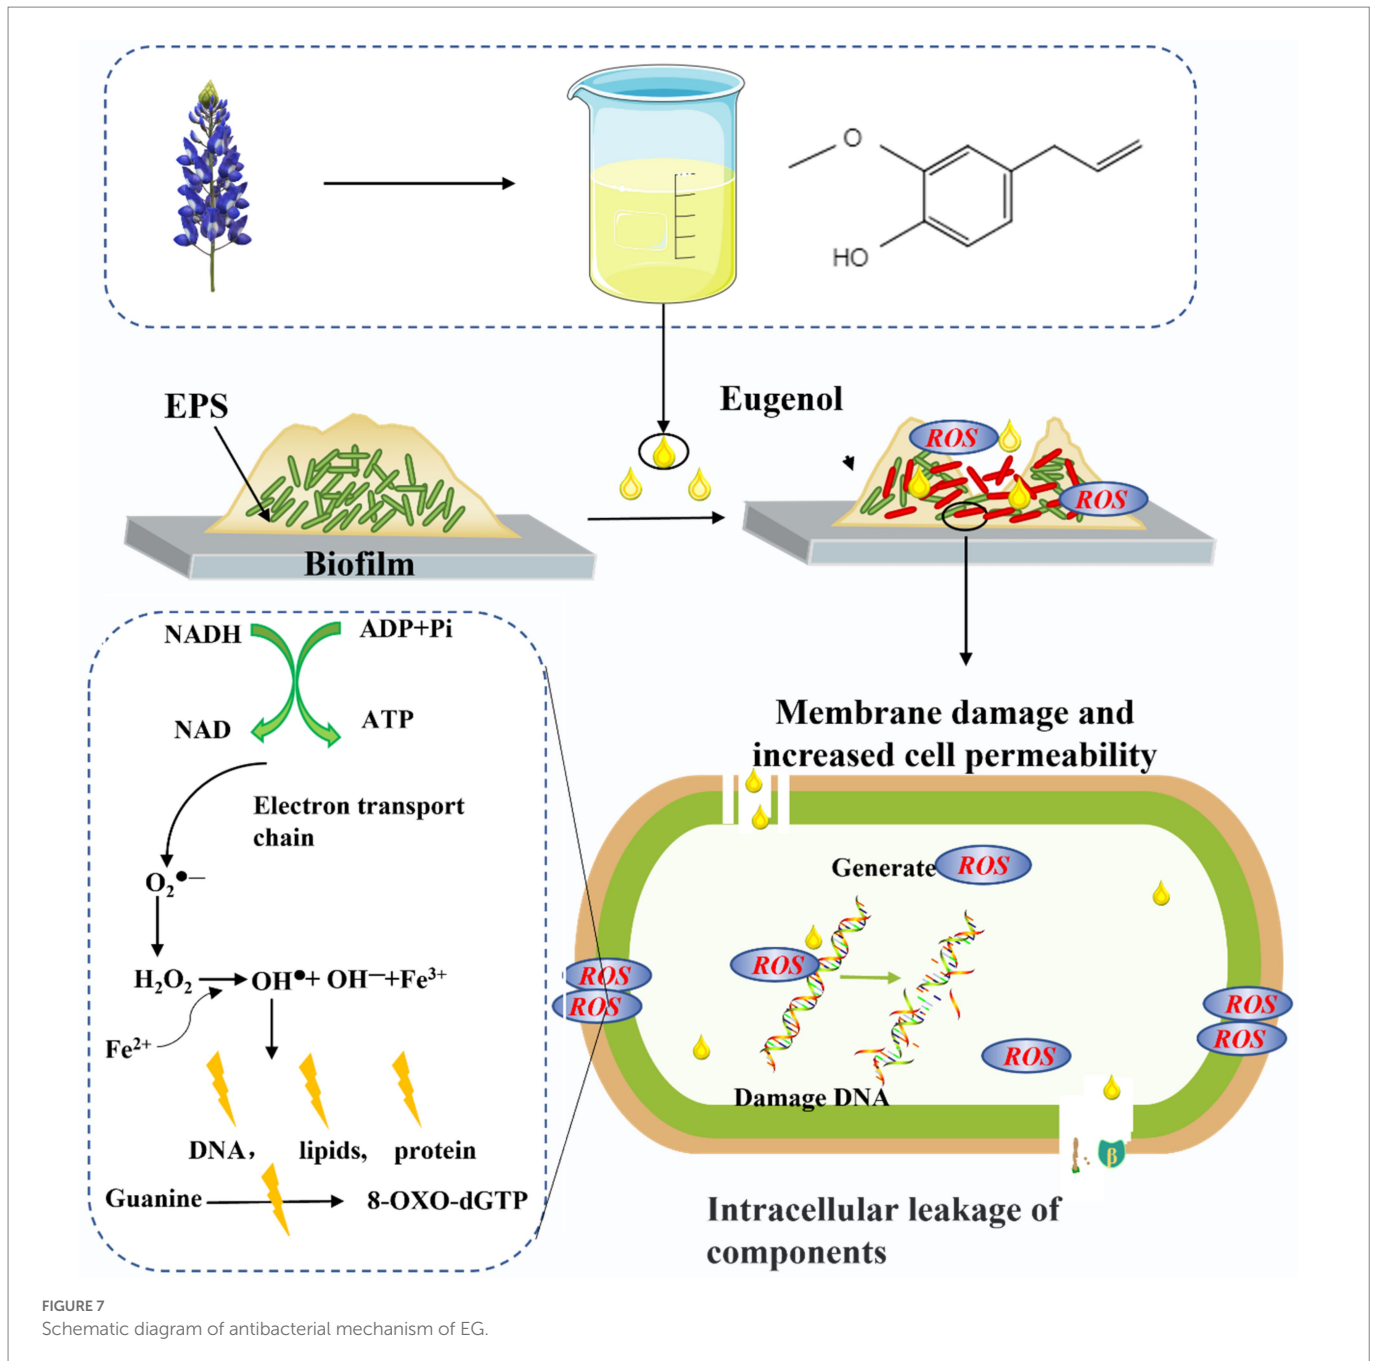 O
HO
EPS
Eugenol
ROS
ROS
Biofilm
NADH
ADP+Pi
NAD
ATP
Electron transport
chain
O₂●—
H₂O₂
OH●+ OH—+Fe³⁺
Fe²⁺
DNA, lipids, protein
Guanine
8-OXO-dGTP
Membrane damage and
increased cell permeability
Generate ROS
ROS
ROS
ROS
ROS
ROS
ROS
Damage DNA
β
Intracellular leakage of
components
FIGURE 7
Schematic diagram of antibacterial mechanism of EG.